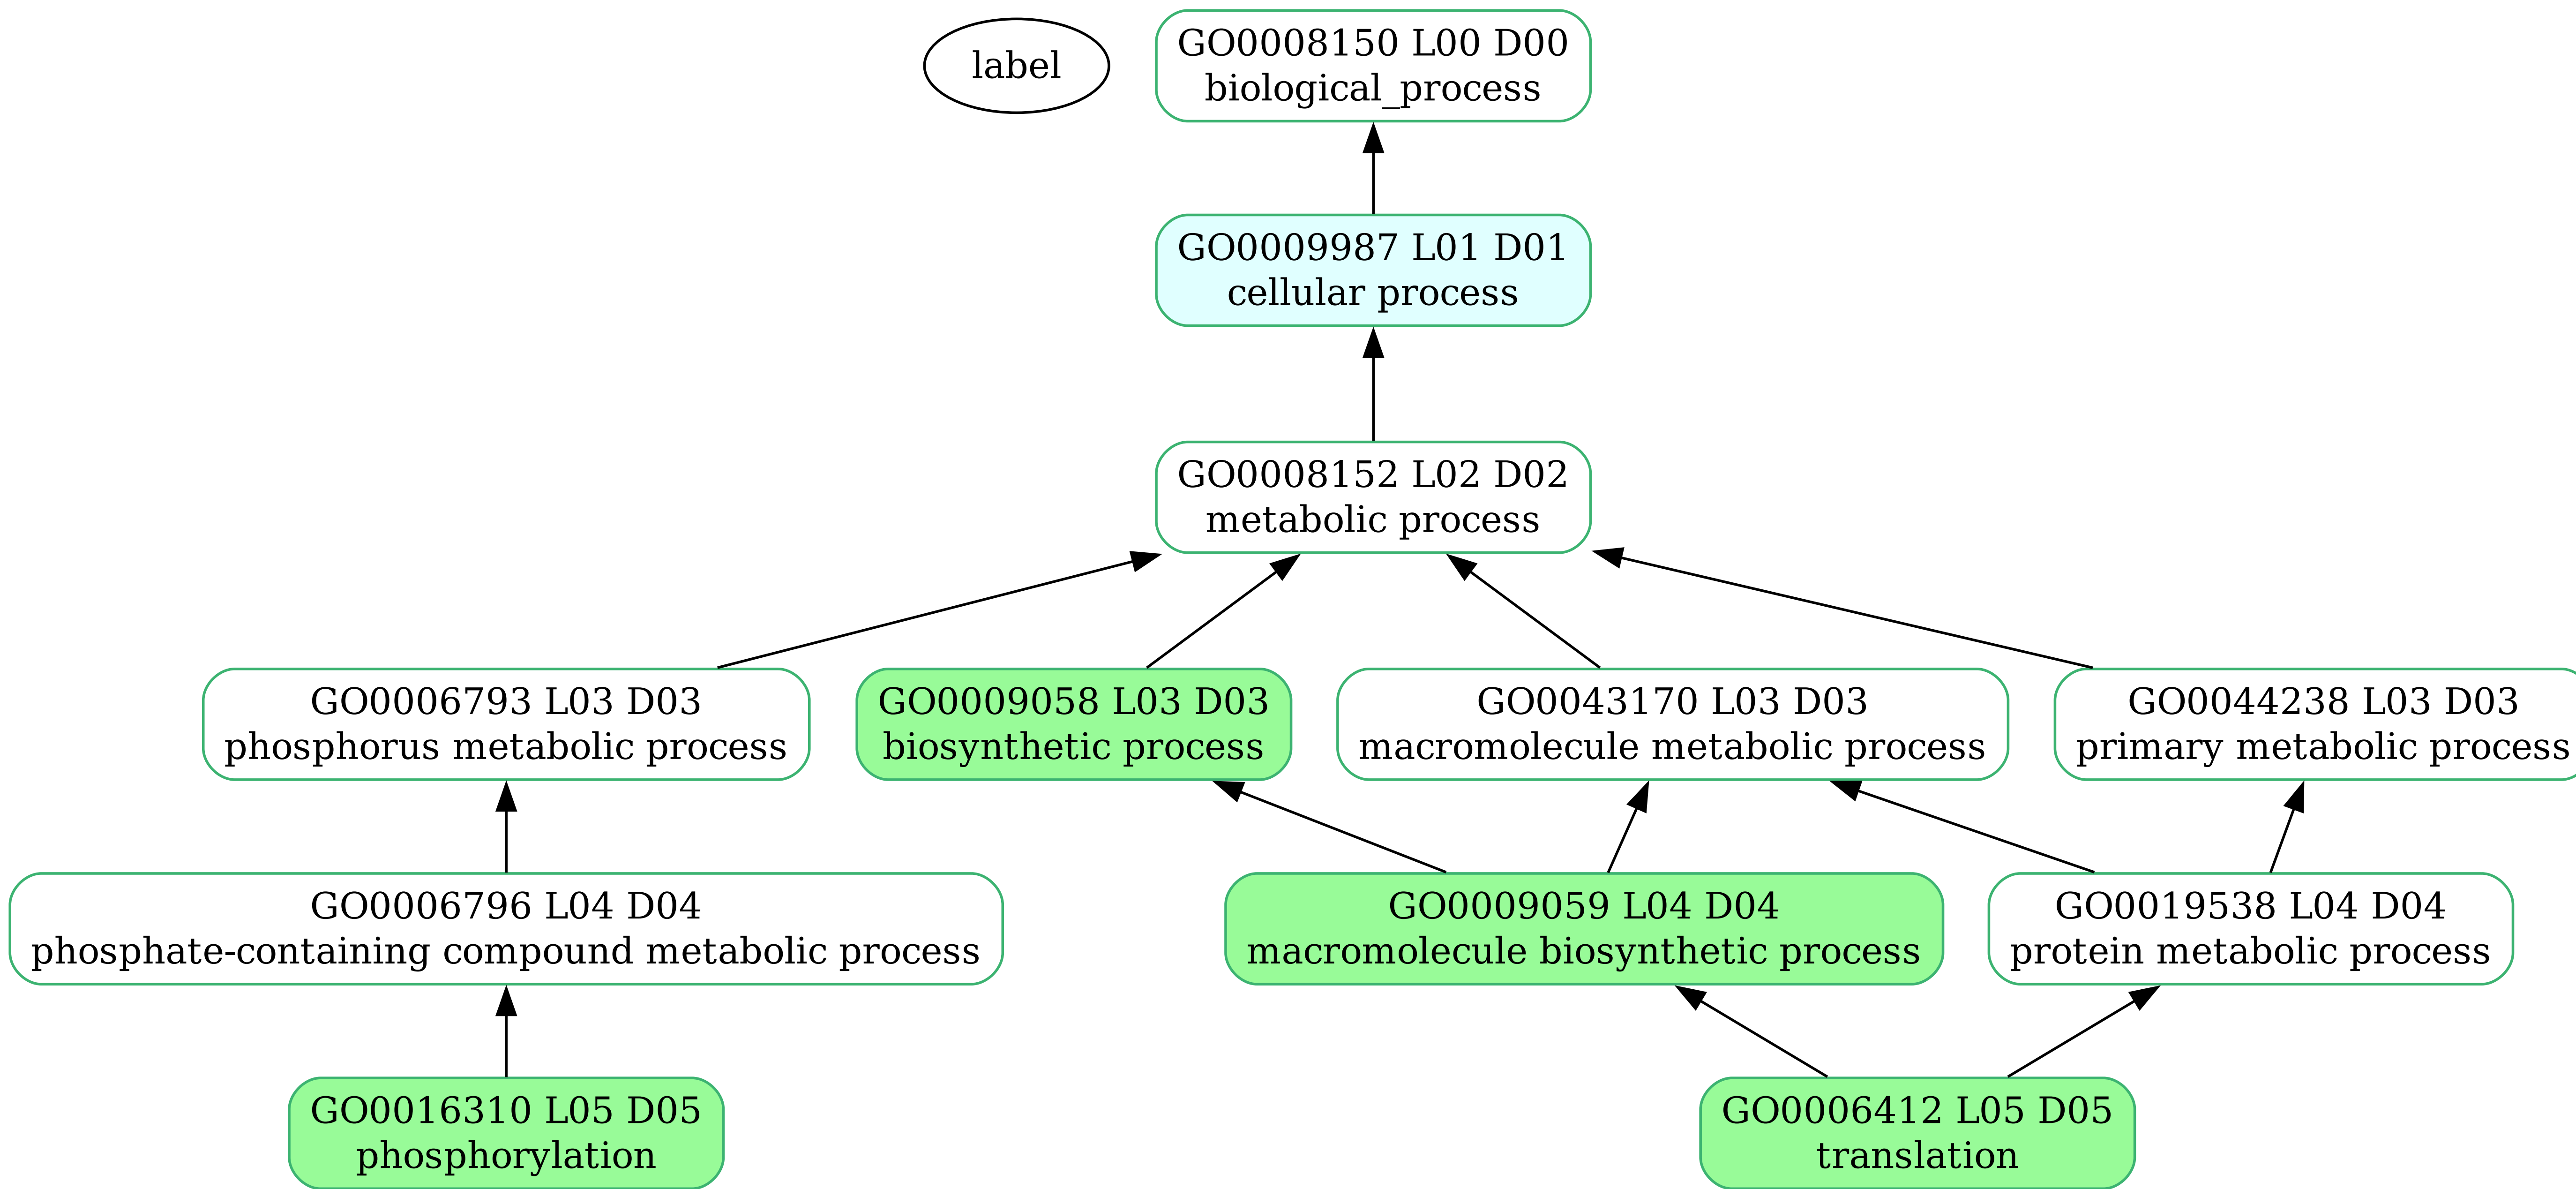 label
GO0008150 L00 D00
biological_process
GO0009987 L01 D01
cellular process
GO0008152 L02 D02
metabolic process
GO0006793 L03 D03
phosphorus metabolic process
GO0009058 L03 D03
biosynthetic process
GO0043170 L03 D03
macromolecule metabolic process
GO0044238 L03 D03
primary metabolic process
GO0006796 L04 D04
phosphate-containing compound metabolic process
GO0009059 L04 D04
macromolecule biosynthetic process
GO0019538 L04 D04
protein metabolic process
GO0016310 L05 D05
phosphorylation
GO0006412 L05 D05
translation